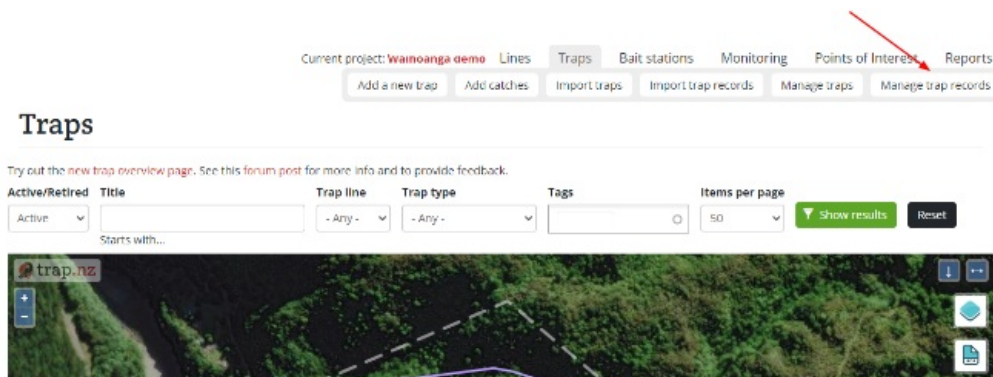 Current project: Wainoanga demo Lines Traps Bait stations Monitoring Points of Interest Reports
Add a new trap Add catches Import traps Import trap records Manage traps Manage trap records
Traps
Try out the new trap overview page. See this forum post for more info and to provide feedback.
Active/Retired Title Trap line Trap type Tags Items per page
Active - Any - - Any - 50 Show results Reset
Starts with...
trap.nz
+
-